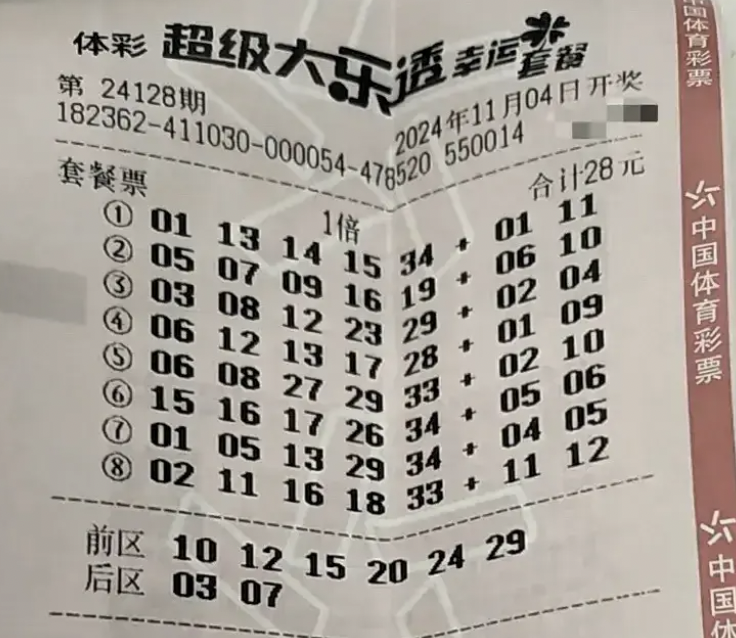 体彩 超级大乐透 幸运套餐
第 24128期 2024年11月04日开奖
182362-411030-000054-478520 550014
套餐票 1倍 合计28元
① 01 13 14 15 34 + 01 11
② 05 07 09 16 19 + 06 10
③ 03 08 12 23 29 + 02 04
④ 06 12 13 17 28 + 01 09
⑤ 06 08 27 29 33 + 02 10
⑥ 15 16 17 26 34 + 05 06
⑦ 01 05 13 29 34 + 04 05
⑧ 02 11 16 18 33 + 11 12
前区 10 12 15 20 24 29
后区 03 07
中国体育彩票
中国体育彩票
中国体